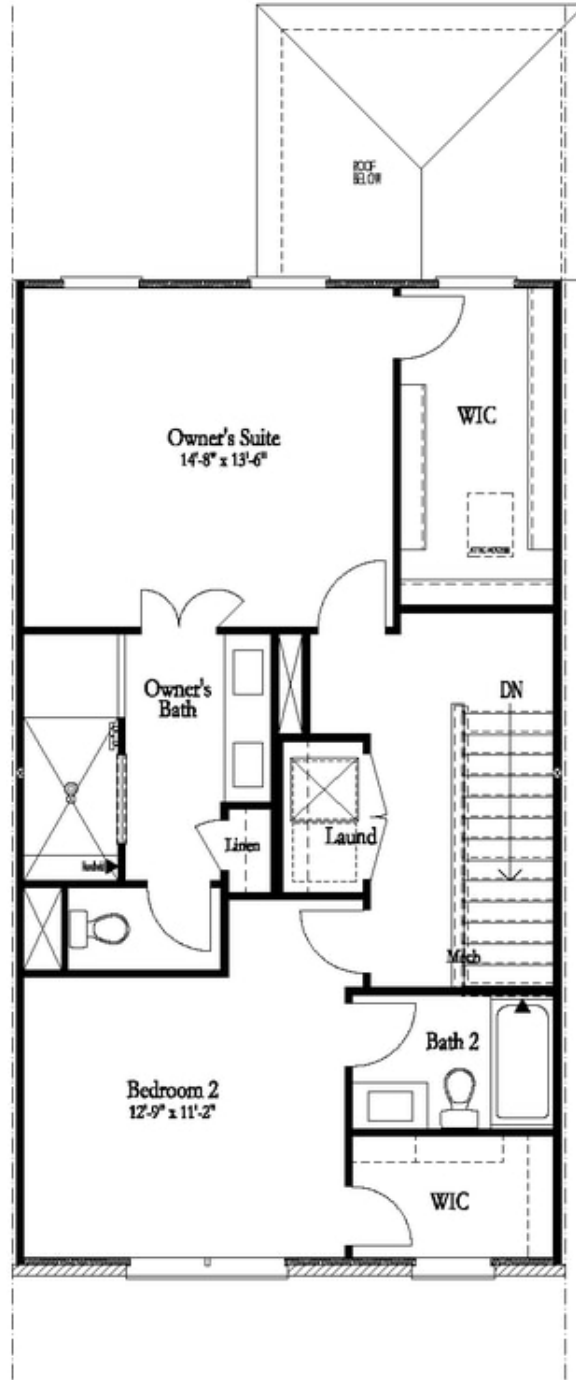 ROOF
BELOW
WIC
Owner's Suite
14'-8" x 13'-6"
Owner's
Bath
DN
Laund
Linen
Mech
Bath 2
Bedroom 2
12'-9" x 11'-2"
WIC